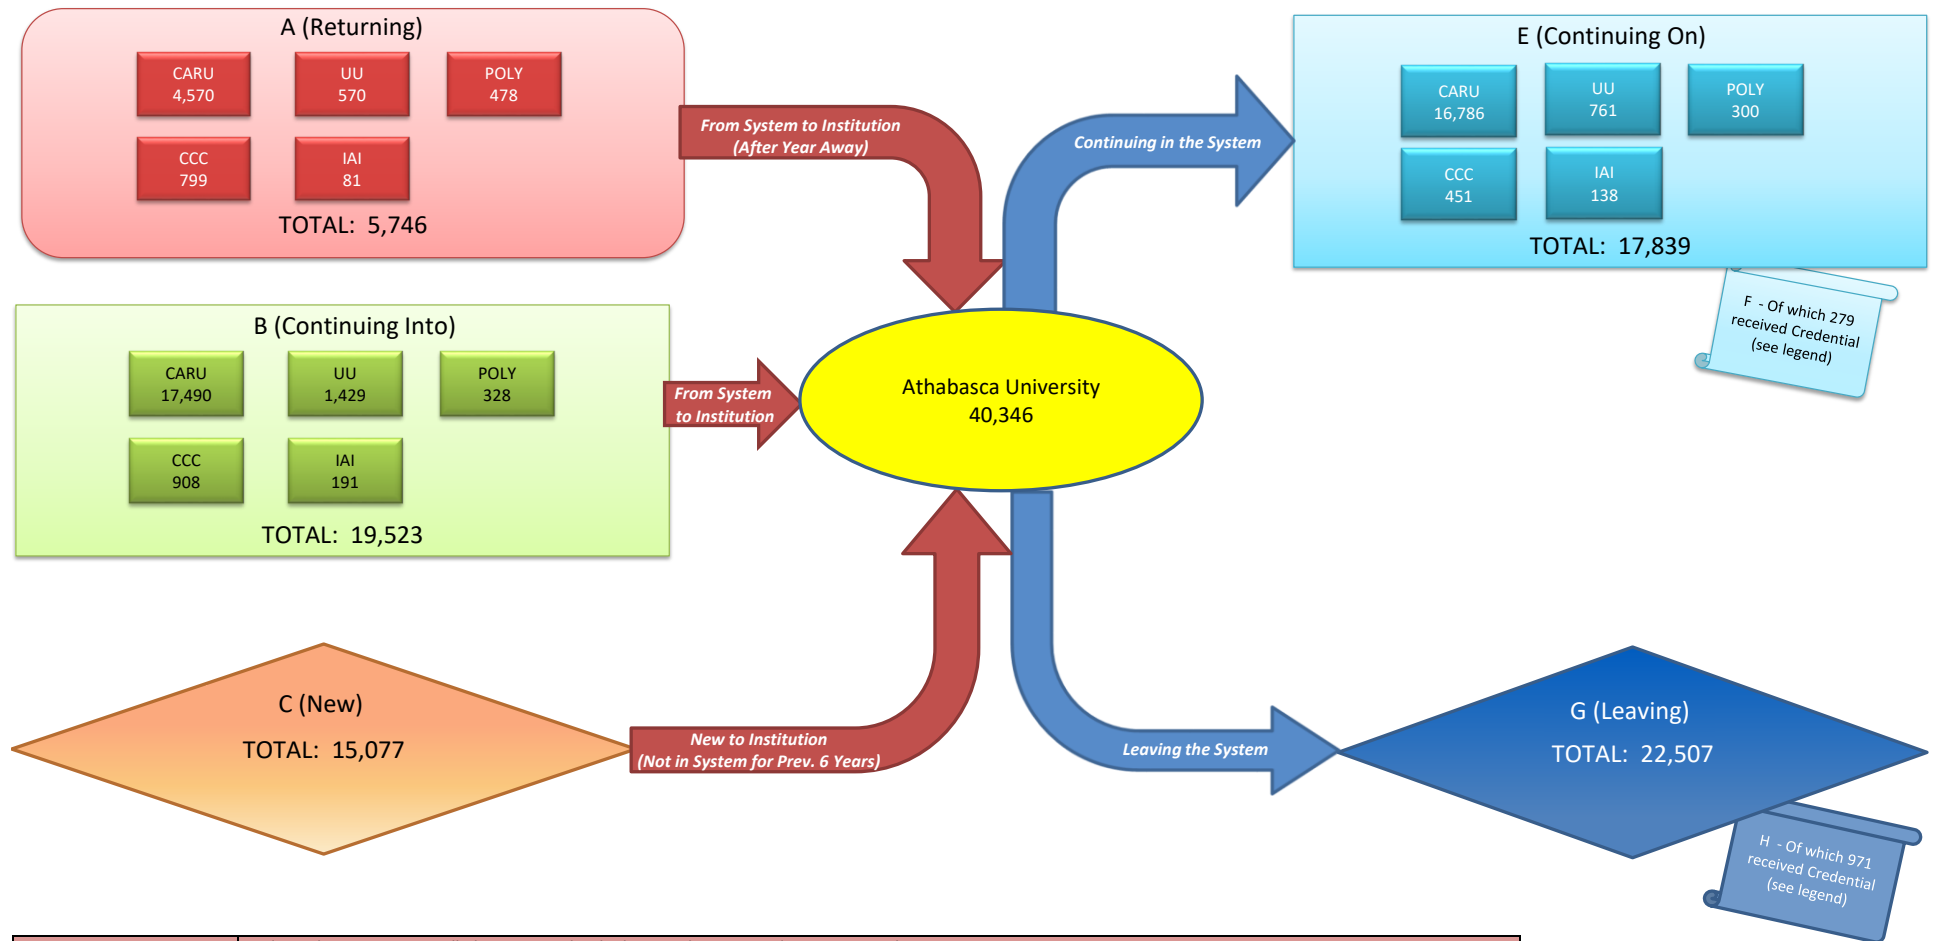 A (Returning)
CARU
4,570
UU
570
POLY
478
CCC
799
IAI
81
TOTAL: 5,746
From System to Institution
(After Year Away)
B (Continuing Into)
CARU
17,490
UU
1,429
POLY
328
CCC
908
IAI
191
TOTAL: 19,523
From System
to Institution
C (New)
TOTAL: 15,077
New to Institution
(Not in System for Prev. 6 Years)
Athabasca University
40,346
Continuing in the System
E (Continuing On)
CARU
16,786
UU
761
POLY
300
CCC
451
IAI
138
TOTAL: 17,839
F - Of which 279
received Credential
(see legend)
Leaving the System
G (Leaving)
TOTAL: 22,507
H - Of which 971
received Credential
(see legend)